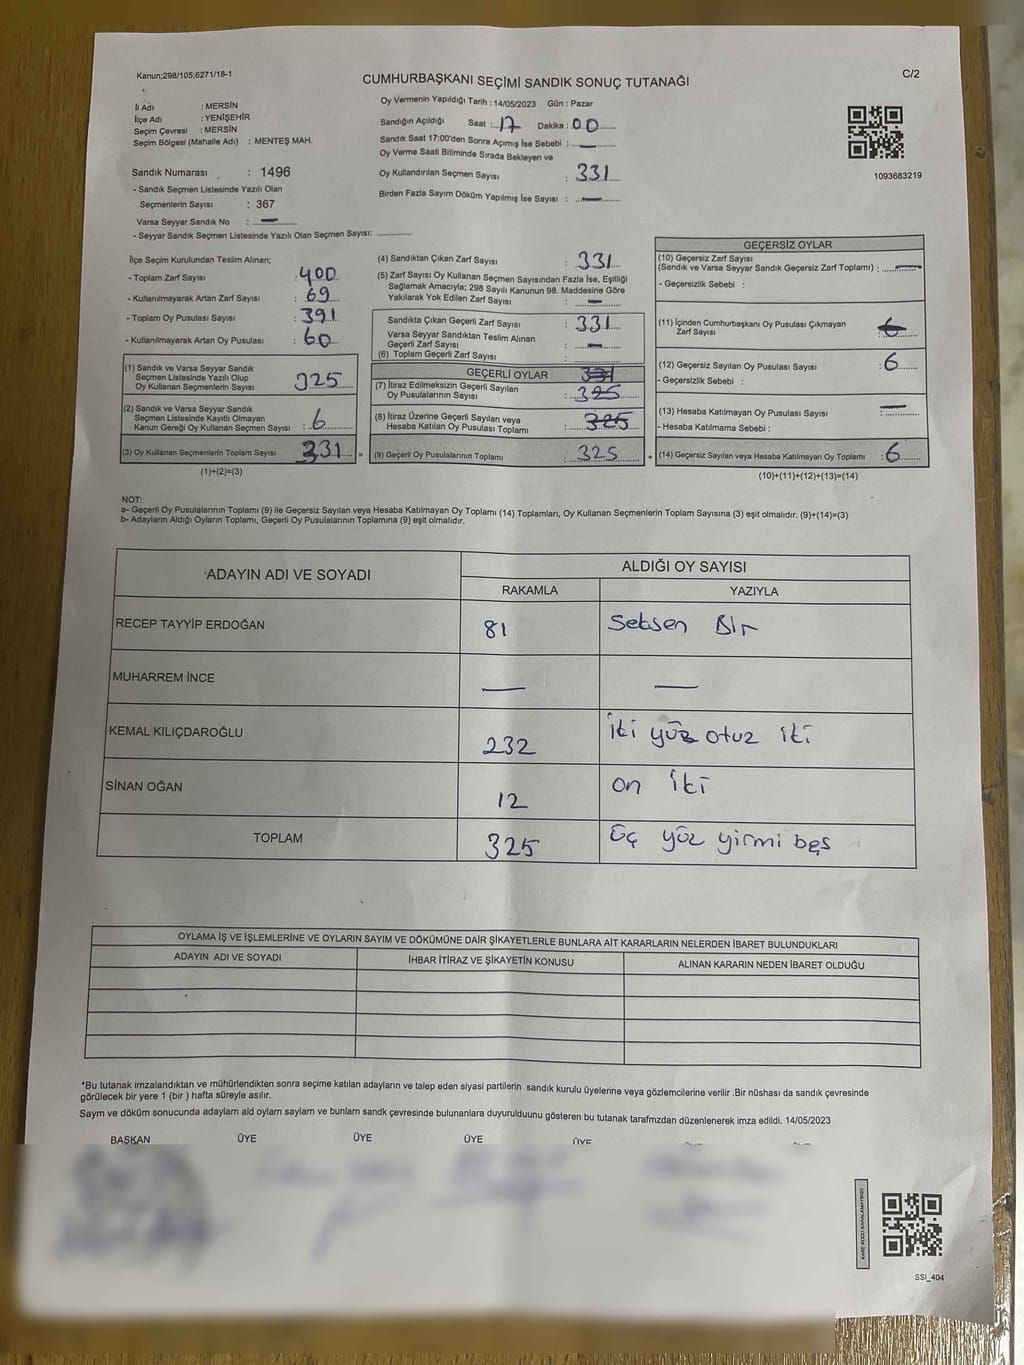 Kanun;298/105;6271/18-1
CUMHURBAŞKANI SEÇİMİ SANDIK SONUÇ TUTANAĞI
C/2
İl Adı : MERSİN
İlçe Adı : YENİŞEHİR
Seçim Çevresi : MERSİN
Seçim Bölgesi (Mahalle Adı) : MENTEŞ MAH.
Sandık Numarası : 1496
- Sandık Seçmen Listesinde Yazılı Olan
Seçmenlerin Sayısı : 367
Varsa Seyyar Sandık No : —
- Seyyar Sandık Seçmen Listesinde Yazılı Olan Seçmen Sayısı: ............
Oy Vermenin Yapıldığı Tarih : 14/05/2023 Gün : Pazar
Sandığın Açıldığı Saat : 17 Dakika : 00
Sandık Saat 17:00'den Sonra Açımış İse Sebebi : —
Oy Verme Saati Bitiminde Sırada Bekleyen ve
Oy Kullandırılan Seçmen Sayısı : 331
Birden Fazla Sayım Döküm Yapılmış İse Sayısı : —
1093683219
İlçe Seçim Kurulundan Teslim Alınan;
- Toplam Zarf Sayısı : 400
- Kullanılmayarak Artan Zarf Sayısı : 69
- Toplam Oy Pusulası Sayısı : 391
- Kullanılmayarak Artan Oy Pusulası : 60
(1) Sandık ve Varsa Seyyar Sandık
Seçmen Listesinde Yazılı Olup
Oy Kullanan Seçmenlerin Sayısı 325
(2) Sandık ve Varsa Seyyar Sandık
Seçmen Listesinde Kayıtlı Olmayan
Kanun Gereği Oy Kullanan Seçmen Sayısı : 6
(3) Oy Kullanan Seçmenlerin Toplam Sayısı 331 =
(1)+(2)=(3)
(4) Sandıktan Çıkan Zarf Sayısı : 331
(5) Zarf Sayısı Oy Kullanan Seçmen Sayısından Fazla İse, Eşitliği
Sağlamak Amacıyla; 298 Sayılı Kanunun 98. Maddesine Göre
Yakılarak Yok Edilen Zarf Sayısı : —
Sandıkta Çıkan Geçerli Zarf Sayısı : 331
Varsa Seyyar Sandıktan Teslim Alınan
Geçerli Zarf Sayısı : —
(6) Toplam Geçerli Zarf Sayısı :
GEÇERLİ OYLAR 331
(7) İtiraz Edilmeksizin Geçerli Sayılan
Oy Pusulalarının Sayısı : 325
(8) İtiraz Üzerine Geçerli Sayılan veya
Hesaba Katılan Oy Pusulası Toplamı : 325
(9) Geçerli Oy Pusulalarının Toplamı : 325 +
GEÇERSİZ OYLAR
(10) Geçersiz Zarf Sayısı
(Sandık ve Varsa Seyyar Sandık Geçersiz Zarf Toplamı) : —
- Geçersizlik Sebebi :
(11) İçinden Cumhurbaşkanı Oy Pusulası Çıkmayan
Zarf Sayısı : 6
(12) Geçersiz Sayılan Oy Pusulası Sayısı : 6
- Geçersizlik Sebebi :
(13) Hesaba Katılmayan Oy Pusulası Sayısı : —
- Hesaba Katılmama Sebebi :
(14) Geçersiz Sayılan veya Hesaba Katılmayan Oy Toplamı : 6
(10)+(11)+(12)+(13)=(14)
NOT:
a- Geçerli Oy Pusulalarının Toplamı (9) ile Geçersiz Sayılan veya Hesaba Katılmayan Oy Toplamı (14) Toplamları, Oy Kullanan Seçmenlerin Toplam Sayısına (3) eşit olmalıdır. (9)+(14)=(3)
b- Adayların Aldığı Oyların Toplamı, Geçerli Oy Pusulalarının Toplamına (9) eşit olmalıdır.
ADAYIN ADI VE SOYADI
ALDIĞI OY SAYISI
RAKAMLA YAZIYLA
RECEP TAYYİP ERDOĞAN 81 Seksen Bir
MUHARREM İNCE — —
KEMAL KILIÇDAROĞLU 232 İki yüz otuz iki
SİNAN OĞAN 12 on iki
TOPLAM 325 Üç yüz yirmi beş
OYLAMA İŞ VE İŞLEMLERİNE VE OYLARIN SAYIM VE DÖKÜMÜNE DAİR ŞİKAYETLERLE BUNLARA AİT KARARLARIN NELERDEN İBARET BULUNDUKLARI
ADAYIN ADI VE SOYADI İHBAR İTİRAZ VE ŞİKAYETİN KONUSU ALINAN KARARIN NEDEN İBARET OLDUĞU
*Bu tutanak imzalandıktan ve mühürlendikten sonra seçime katılan adayların ve talep eden siyasi partilerin sandık kurulu üyelerine veya gözlemcilerine verilir .Bir nüshası da sandık çevresinde
görülecek bir yere 1 (bir ) hafta süreyle asılır.
Sayım ve döküm sonucunda adaylarn ald oylarn saylarn ve bunlarn sandk çevresinde bulunanlara duyurulduunu gösteren bu tutanak tarafmzdan düzenlenerek imza edildi. 14/05/2023
BAŞKAN ÜYE ÜYE ÜYE ÜYE
KARE KODU KARALAMAYINIZ!
SSI_404